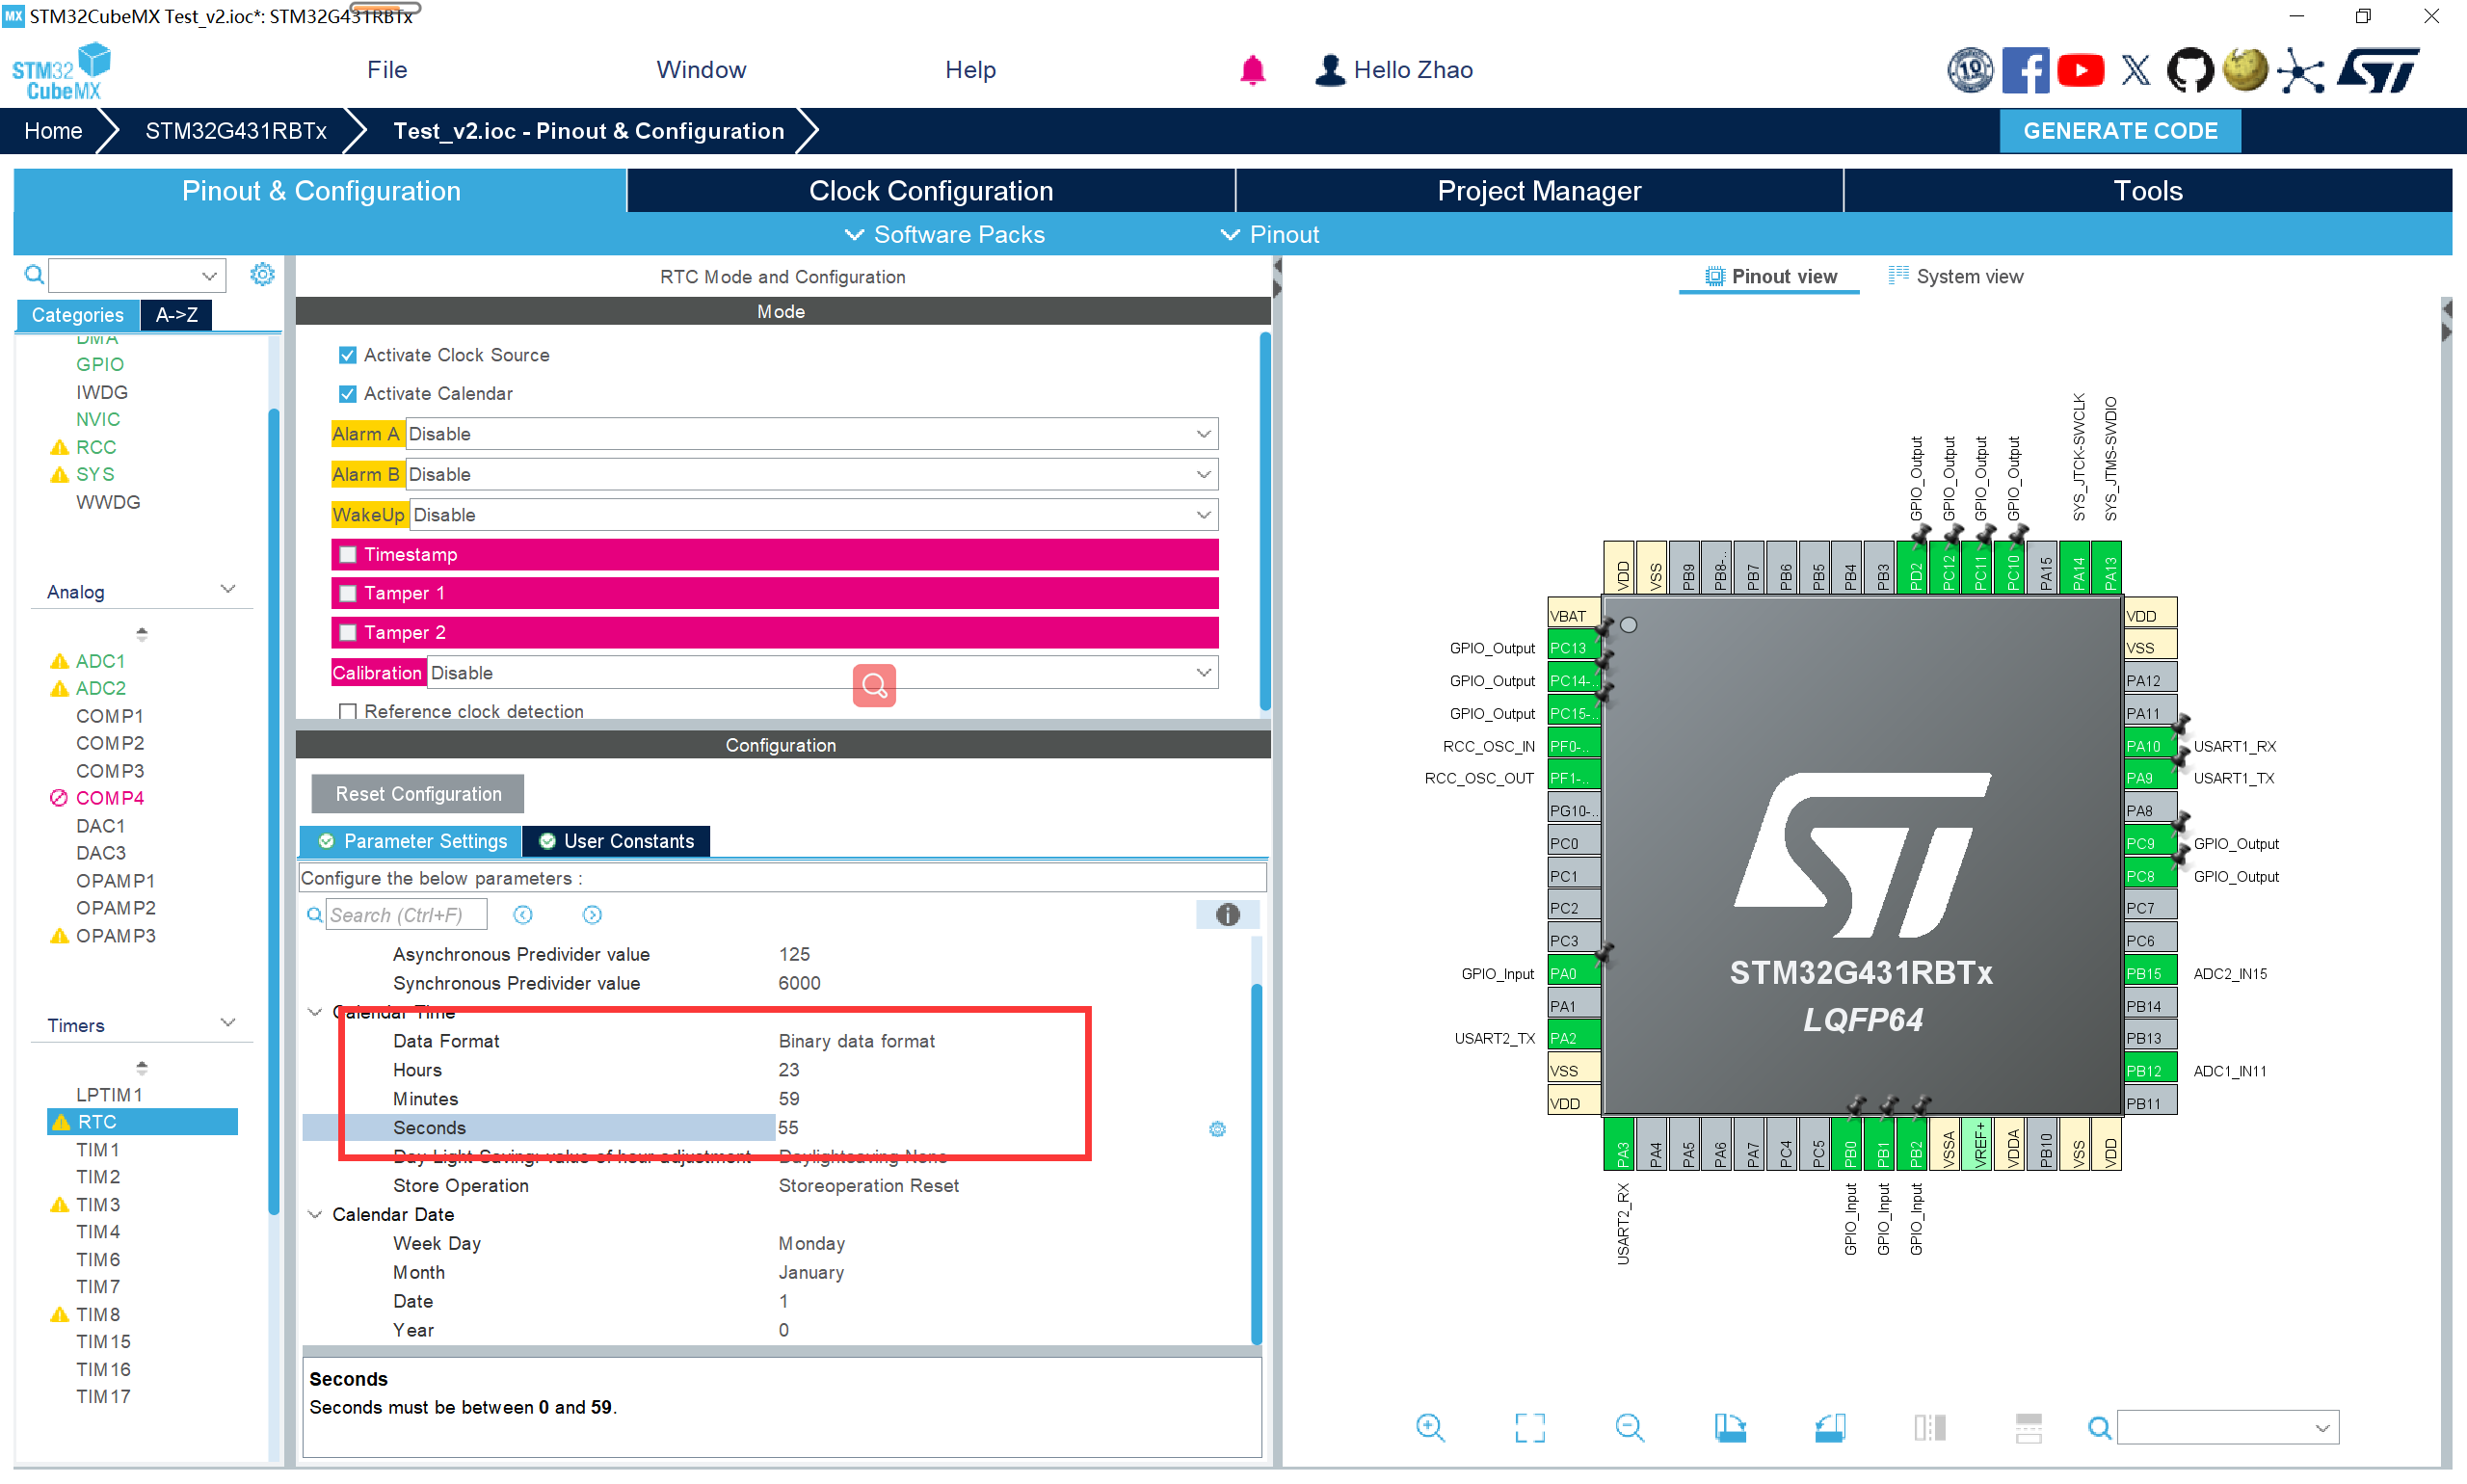 MX STM32CubeMX Test_v2.ioc*: STM32G431RBTx
STM32 CubeMX
File
Window
Help
Hello Zhao
Home
STM32G431RBTx
Test_v2.ioc - Pinout & Configuration
GENERATE CODE
Pinout & Configuration
Clock Configuration
Project Manager
Tools
Software Packs
Pinout
Categories
A->Z
DMA
GPIO
IWDG
NVIC
RCC
SYS
WWDG
Analog
ADC1
ADC2
COMP1
COMP2
COMP3
COMP4
DAC1
DAC3
OPAMP1
OPAMP2
OPAMP3
Timers
LPTIM1
RTC
TIM1
TIM2
TIM3
TIM4
TIM6
TIM7
TIM8
TIM15
TIM16
TIM17
RTC Mode and Configuration
Mode
Activate Clock Source
Activate Calendar
Alarm A Disable
Alarm B Disable
WakeUp Disable
Timestamp
Tamper 1
Tamper 2
Calibration Disable
Reference clock detection
Configuration
Reset Configuration
Parameter Settings
User Constants
Configure the below parameters :
Search (Ctrl+F)
Asynchronous Predivider value 125
Synchronous Predivider value 6000
Calendar Time
Data Format Binary data format
Hours 23
Minutes 59
Seconds 55
Day Light Saving: value of hour adjustment Daylightsaving None
Store Operation Storeoperation Reset
Calendar Date
Week Day Monday
Month January
Date 1
Year 0
Seconds
Seconds must be between 0 and 59.
Pinout view
System view
GPIO_Output
GPIO_Output
GPIO_Output
GPIO_Output
SYS_JTCK-SWCLK
SYS_JTMS-SWDIO
VDD
VSS
PB9
PB8-..
PB7
PB6
PB5
PB4
PB3
PD2
PC12
PC11
PC10
PA15
PA14
PA13
VBAT
GPIO_Output PC13
GPIO_Output PC14-..
GPIO_Output PC15-..
RCC_OSC_IN PF0-..
RCC_OSC_OUT PF1-..
PG10-..
PC0
PC1
PC2
PC3
GPIO_Input PA0
PA1
USART2_TX PA2
VSS
VDD
ST
STM32G431RBTx
LQFP64
VDD
VSS
PA12
PA11
PA10 USART1_RX
PA9 USART1_TX
PA8
PC9 GPIO_Output
PC8 GPIO_Output
PC7
PC6
PB15 ADC2_IN15
PB14
PB13
PB12 ADC1_IN11
PB11
PA3
PA4
PA5
PA6
PA7
PC4
PC5
PB0
PB1
PB2
VSSA
VREF+
VDDA
PB10
VSS
VDD
USART2_RX
GPIO_Input
GPIO_Input
GPIO_Input